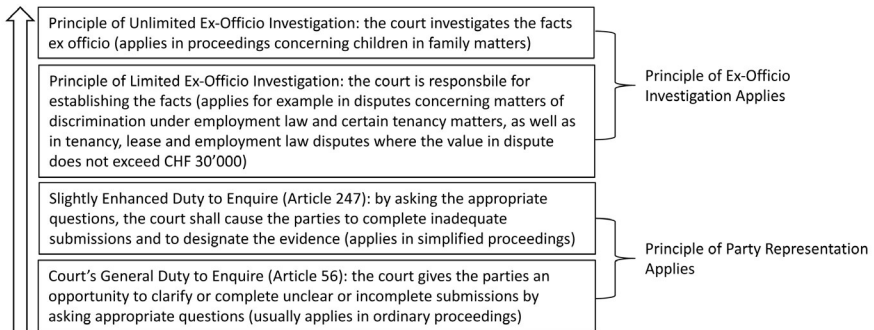 Principle of Unlimited Ex-Officio Investigation: the court investigates the facts
ex officio (applies in proceedings concerning children in family matters)
Principle of Limited Ex-Officio Investigation: the court is responsbile for
establishing the facts (applies for example in disputes concerning matters of
discrimination under employment law and certain tenancy matters, as well as
in tenancy, lease and employment law disputes where the value in dispute
does not exceed CHF 30’000)
Principle of Ex-Officio
Investigation Applies
Slightly Enhanced Duty to Enquire (Article 247): by asking the appropriate
questions, the court shall cause the parties to complete inadequate
submissions and to designate the evidence (applies in simplified proceedings)
Court’s General Duty to Enquire (Article 56): the court gives the parties an
opportunity to clarify or complete unclear or incomplete submissions by
asking appropriate questions (usually applies in ordinary proceedings)
Principle of Party Representation
Applies